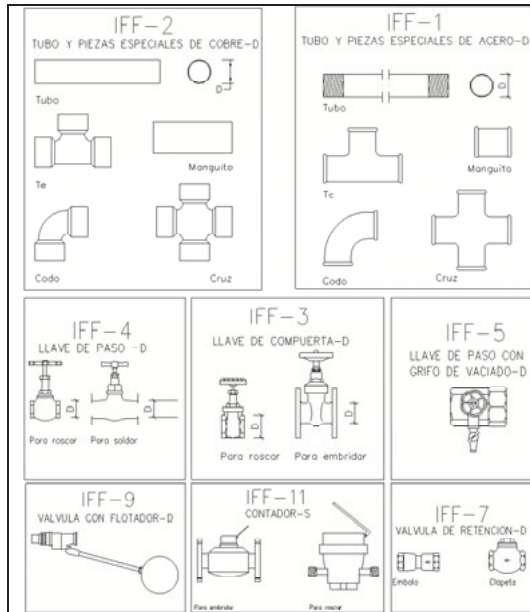 IFF-2
TUBO Y PIEZAS ESPECIALES DE COBRE-D
D
Tubo
Te
Manguito
Codo
Cruz
IFF-1
TUBO Y PIEZAS ESPECIALES DE ACERO-D
D
Tubo
Te
Manguito
Codo
Cruz
IFF-4
LLAVE DE PASO -D
D
D
Para roscar
Para soldar
IFF-3
LLAVE DE COMPUERTA-D
D
D
Para roscar
Para embridar
IFF-5
LLAVE DE PASO CON
GRIFO DE VACIADO-D
IFF-9
VALVULA CON FLOTADOR-D
IFF-11
CONTADOR-S
Para embridar
Para roscar
IFF-7
VALVULA DE RETENCION-D
Embolo
Clapeta